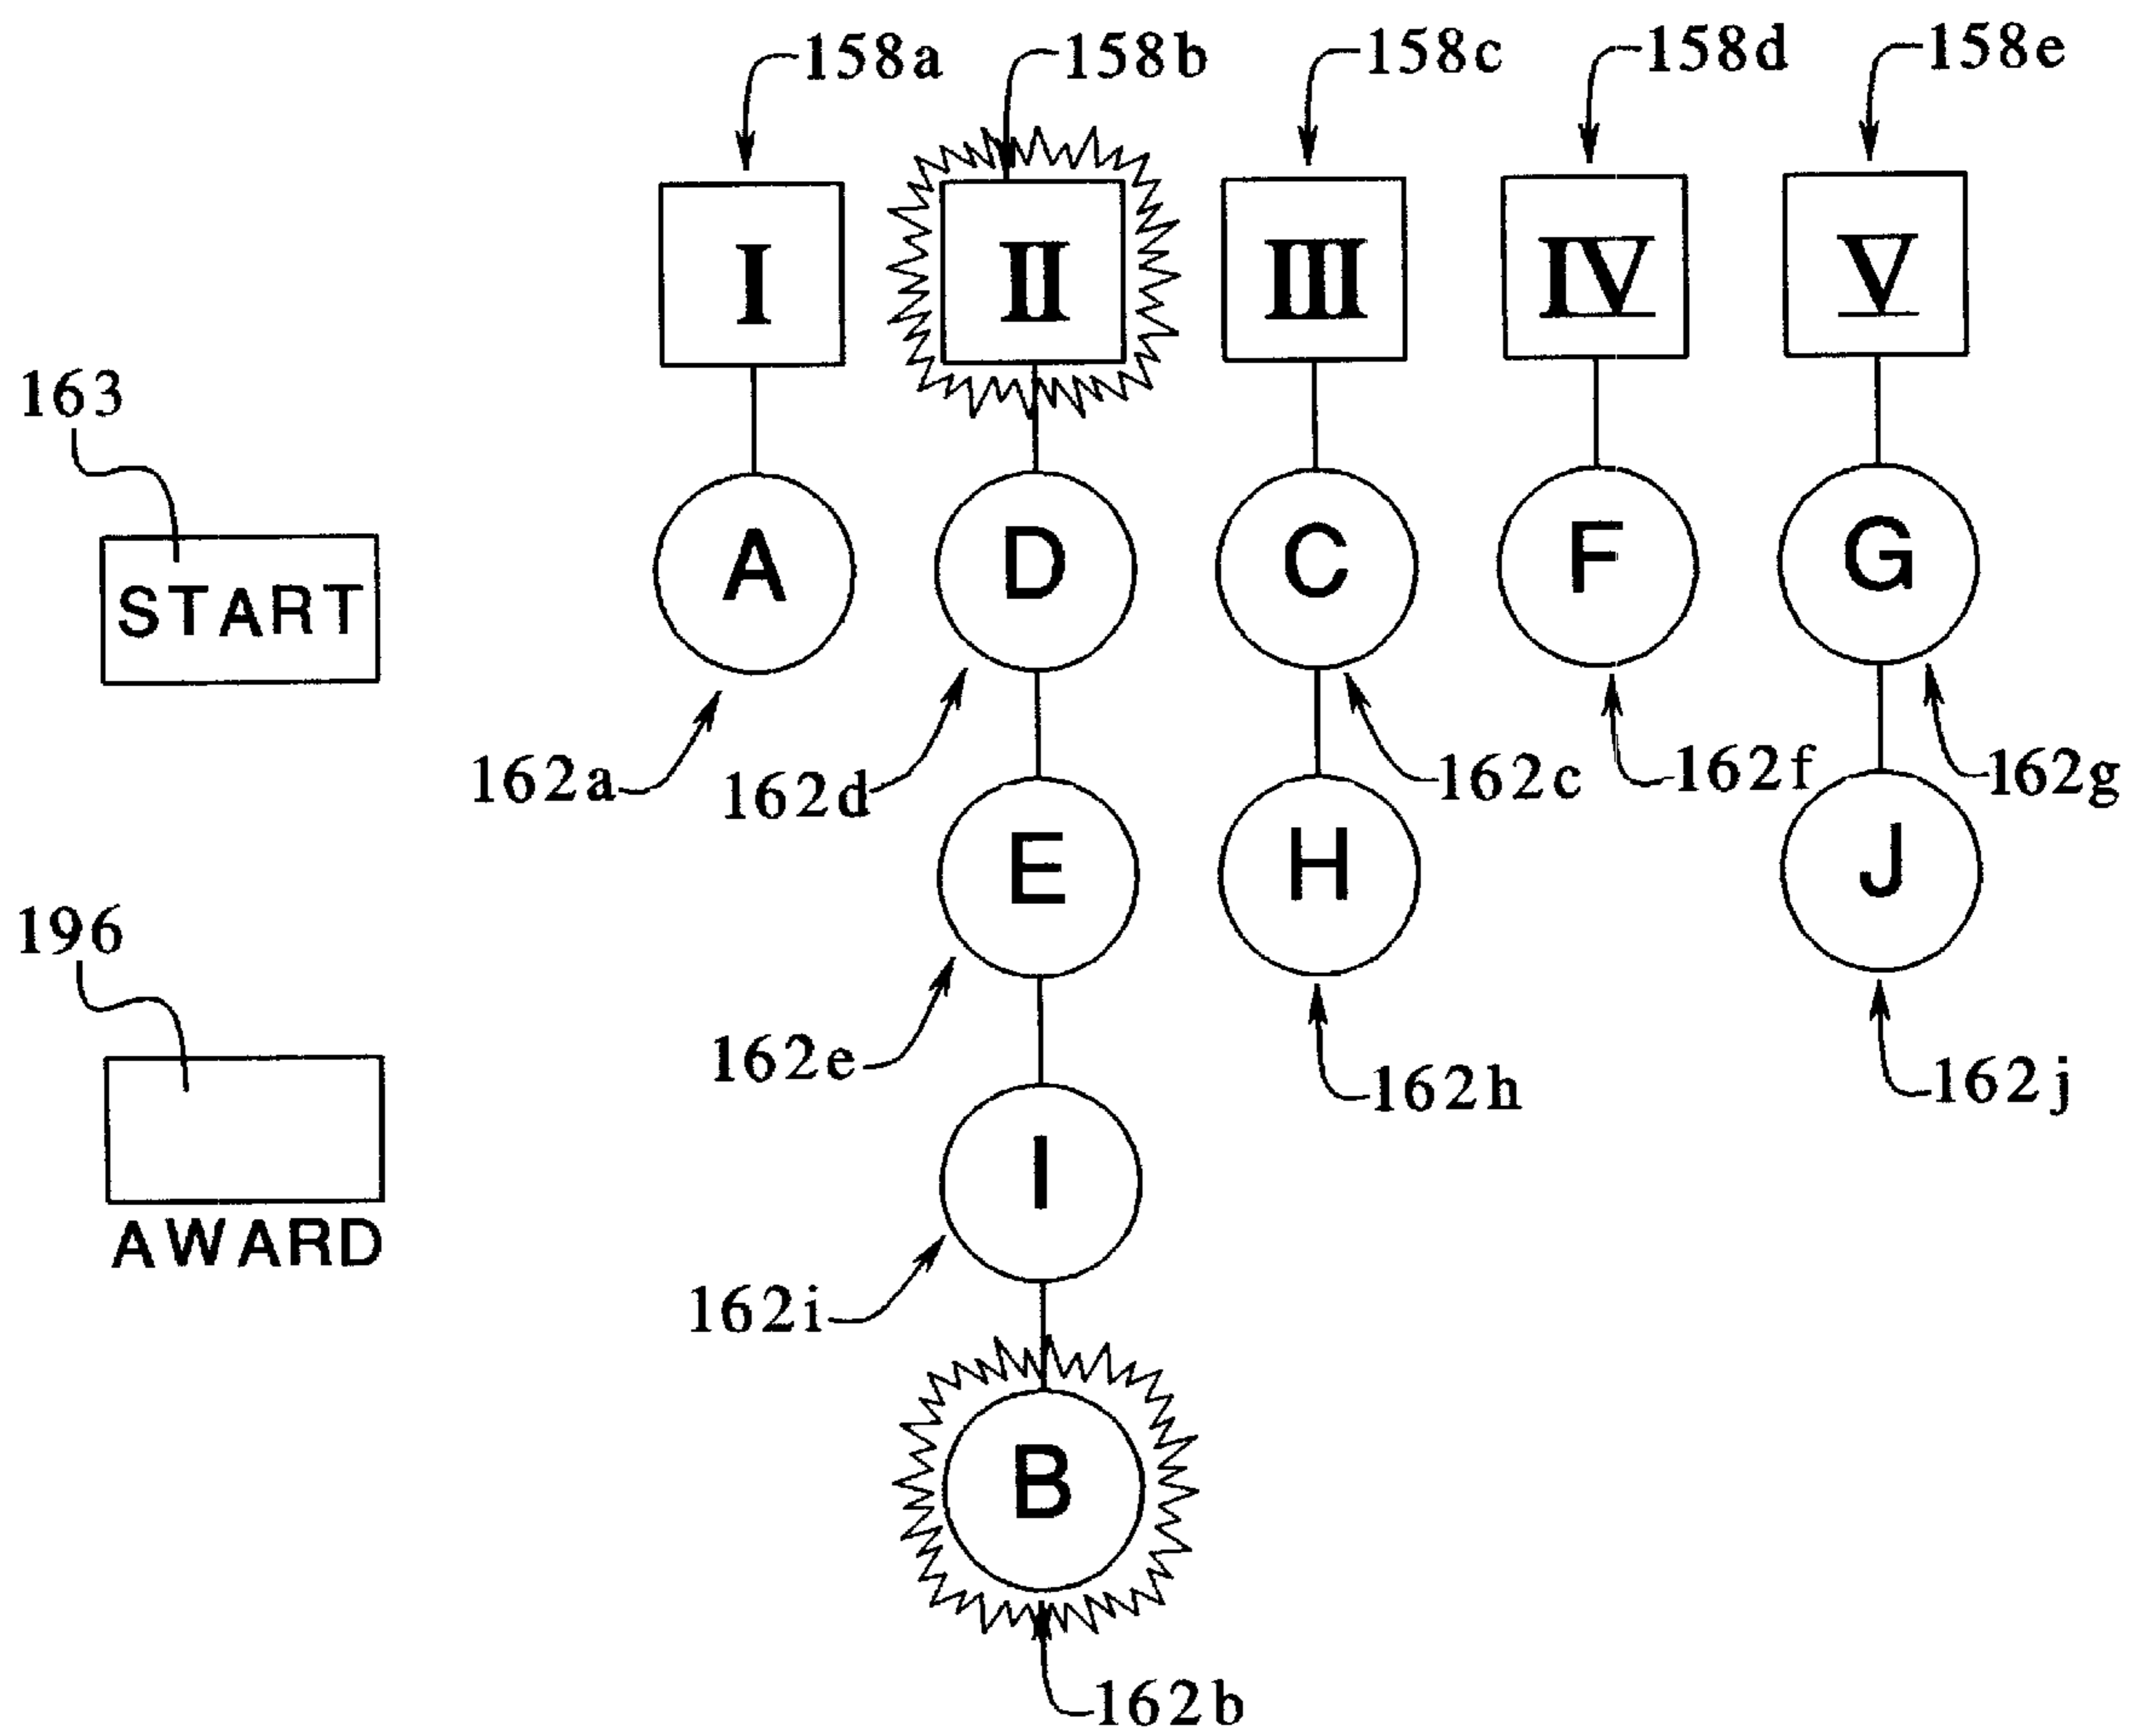 158a 158b 158c 158d 158e
I II III IV V
163
START
A D C F G
162a 162d 162c 162f 162g
E H J
196
162e 162h 162j
AWARD
I
162i
B
162b